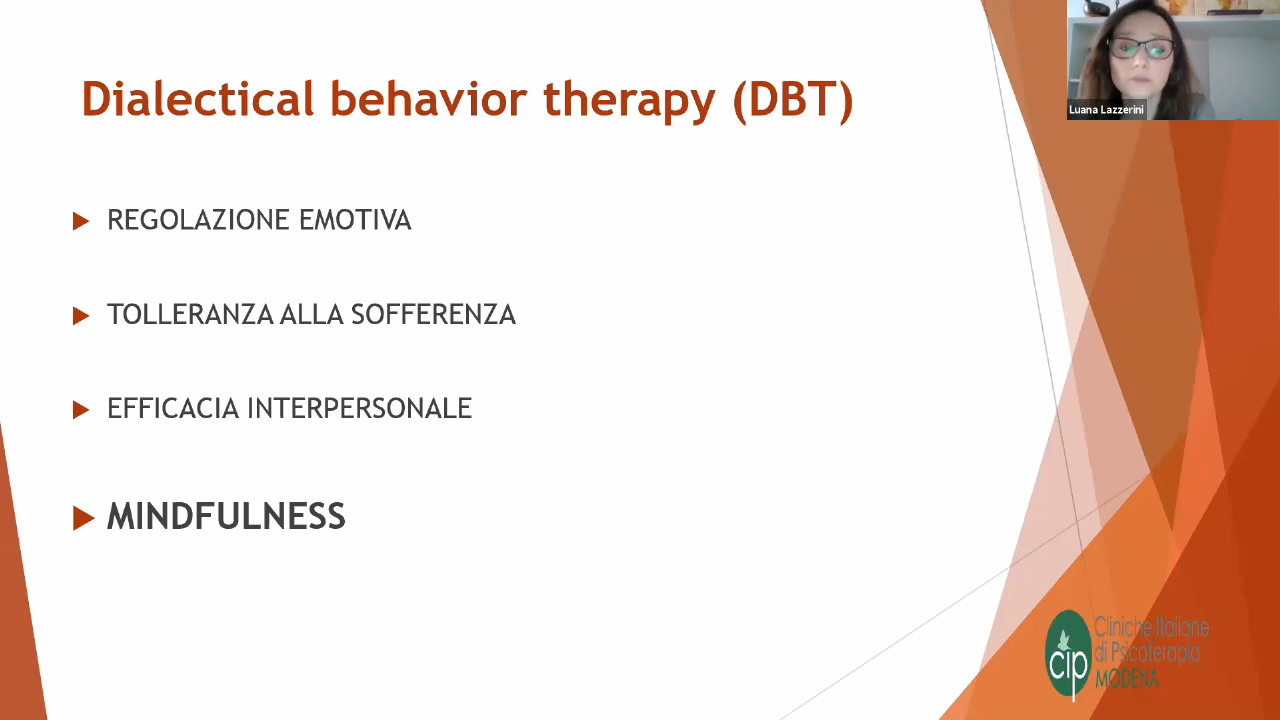 Dialectical behavior therapy (DBT)
Luana Lazzerini
REGOLAZIONE EMOTIVA
TOLLERANZA ALLA SOFFERENZA
EFFICACIA INTERPERSONALE
MINDFULNESS
cip
Cliniche Italiane
di Psicoterapia
MODENA